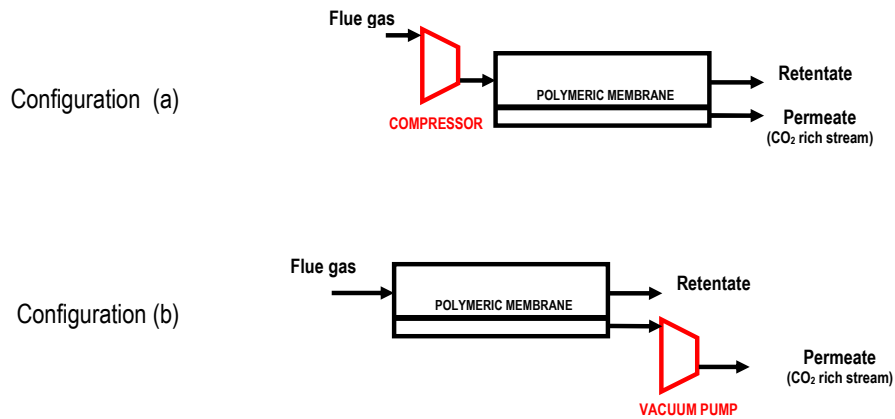 Flue gas
Configuration (a)
POLYMERIC MEMBRANE
COMPRESSOR
Retentate
Permeate
(CO₂ rich stream)
Flue gas
Configuration (b)
POLYMERIC MEMBRANE
Retentate
Permeate
(CO₂ rich stream)
VACUUM PUMP